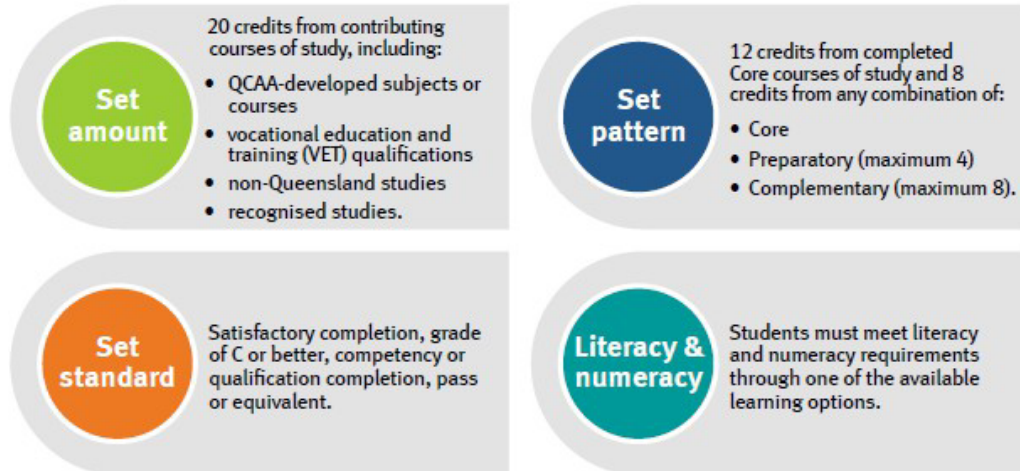 Set
amount
20 credits from contributing
courses of study, including:
• QCAA-developed subjects or
courses
• vocational education and
training (VET) qualifications
• non-Queensland studies
• recognised studies.
Set
pattern
12 credits from completed
Core courses of study and 8
credits from any combination of:
• Core
• Preparatory (maximum 4)
• Complementary (maximum 8).
Set
standard
Satisfactory completion, grade
of C or better, competency or
qualification completion, pass
or equivalent.
Literacy &
numeracy
Students must meet literacy
and numeracy requirements
through one of the available
learning options.